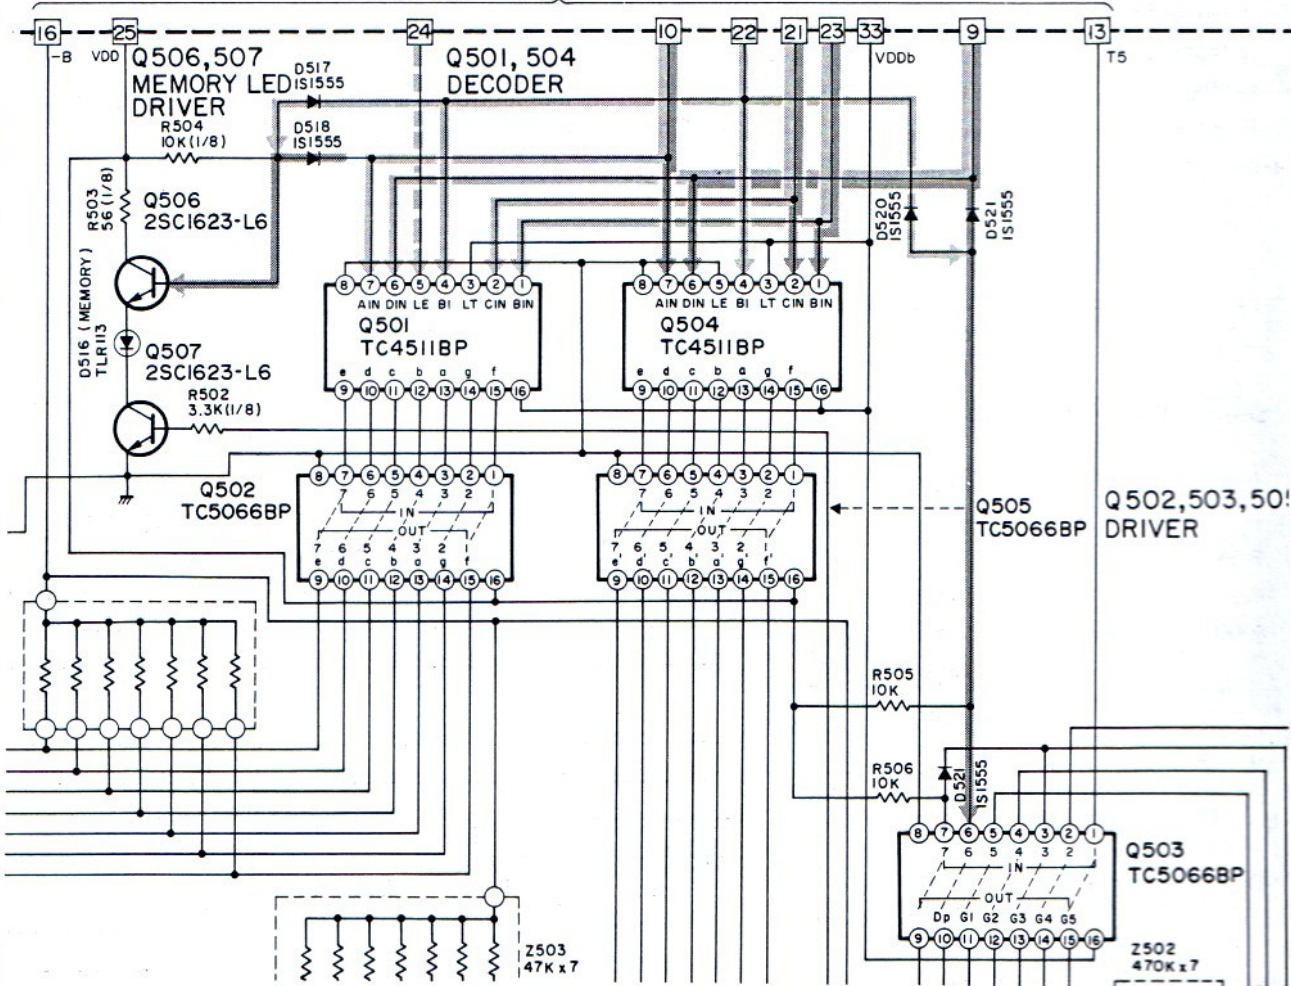 16 25 24 10 22 21 23 33 9 13
-B VDD VDDb T5
Q506, 507
MEMORY LED
DRIVER
D517
IS1555
Q501, 504
DECODER
R504
10K(1/8)
D518
IS1555
R503
56 (1/8)
Q506
2SC1623-L6
D520
IS1555
D521
IS1555
8 7 6 5 4 3 2 1
AIN DIN LE BI LT CIN BIN
Q501
TC4511BP
e d c b a g f
9 10 11 12 13 14 15 16
8 7 6 5 4 3 2 1
AIN DIN LE BI LT CIN BIN
Q504
TC4511BP
e d c b a g f
9 10 11 12 13 14 15 16
D516 (MEMORY)
TLR113
Q507
2SC1623-L6
R502
3.3K(1/8)
Q502
TC5066BP
8 7 6 5 4 3 2 1
7 6 5 4 3 2 1
IN
OUT
7 6 5 4 3 2 1
e d c b a g f
9 10 11 12 13 14 15 16
8 7 6 5 4 3 2 1
7 6 5 4 3 2 1
IN
OUT
7 6 5 4 3 2 1
e' d' c' b' a' g' f'
9 10 11 12 13 14 15 16
Q505
TC5066BP
Q502, 503, 505
DRIVER
R505
10K
R506
10K
D521
IS1555
8 7 6 5 4 3 2 1
7 6 5 4 3 2 1
IN
OUT
Dp G1 G2 G3 G4 G5
9 10 11 12 13 14 15 16
Q503
TC5066BP
Z503
47K x 7
Z502
470K x 7